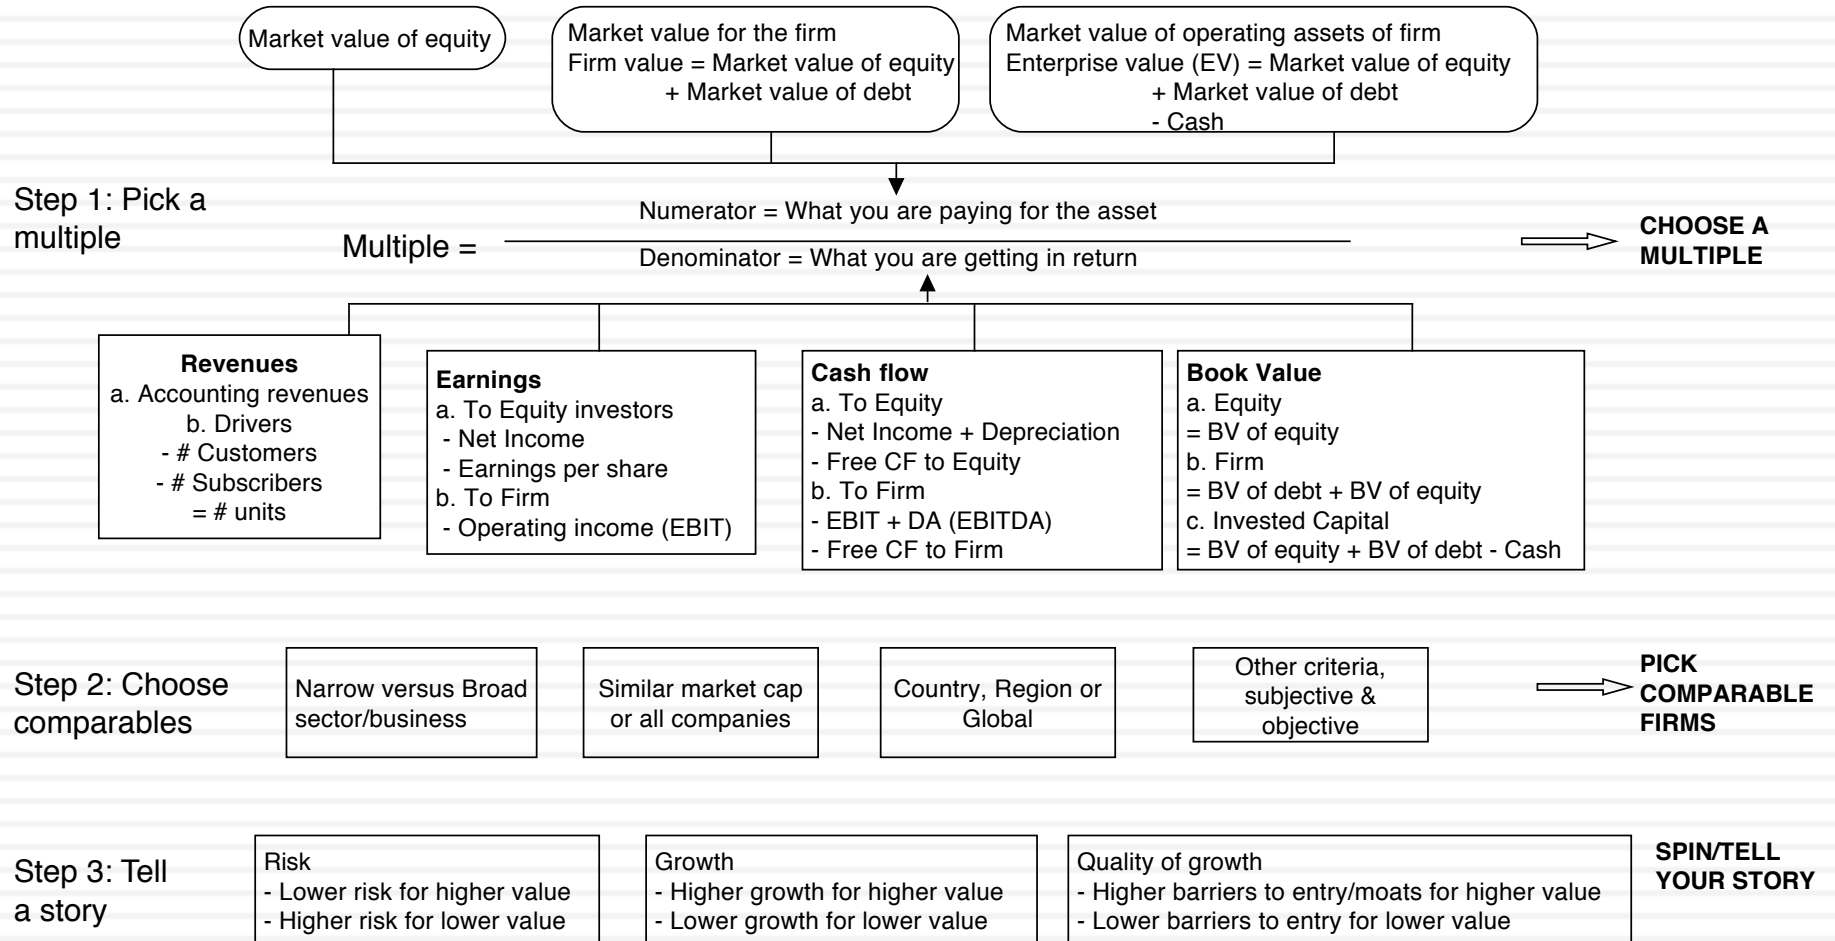 Market value of equity
Market value for the firm
Firm value = Market value of equity
+ Market value of debt
Market value of operating assets of firm
Enterprise value (EV) = Market value of equity
+ Market value of debt
- Cash
Step 1: Pick a
multiple
Multiple =
Numerator = What you are paying for the asset
Denominator = What you are getting in return
CHOOSE A
MULTIPLE
Revenues
a. Accounting revenues
b. Drivers
- # Customers
- # Subscribers
= # units
Earnings
a. To Equity investors
- Net Income
- Earnings per share
b. To Firm
- Operating income (EBIT)
Cash flow
a. To Equity
- Net Income + Depreciation
- Free CF to Equity
b. To Firm
- EBIT + DA (EBITDA)
- Free CF to Firm
Book Value
a. Equity
= BV of equity
b. Firm
= BV of debt + BV of equity
c. Invested Capital
= BV of equity + BV of debt - Cash
Step 2: Choose
comparables
Narrow versus Broad
sector/business
Similar market cap
or all companies
Country, Region or
Global
Other criteria,
subjective &
objective
PICK
COMPARABLE
FIRMS
Step 3: Tell
a story
Risk
- Lower risk for higher value
- Higher risk for lower value
Growth
- Higher growth for higher value
- Lower growth for lower value
Quality of growth
- Higher barriers to entry/moats for higher value
- Lower barriers to entry for lower value
SPIN/TELL
YOUR STORY